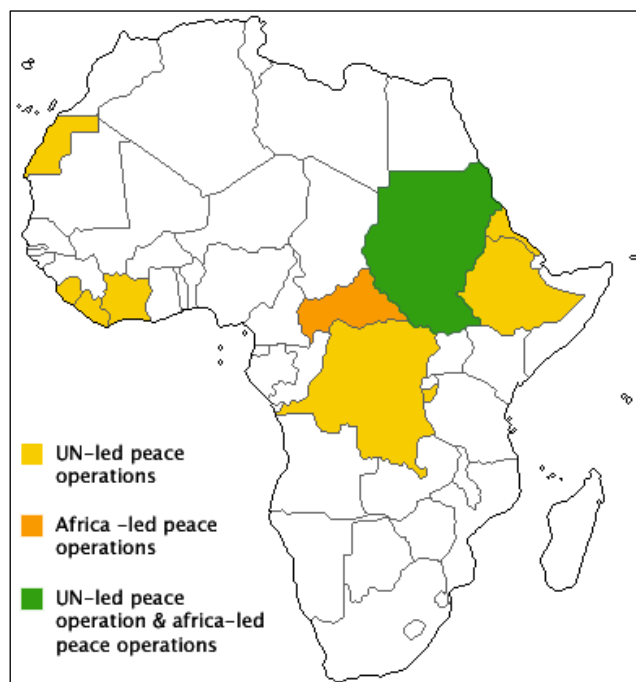 UN-led peace
operations
Africa -led peace
operations
UN-led peace
operation & africa-led
peace operations